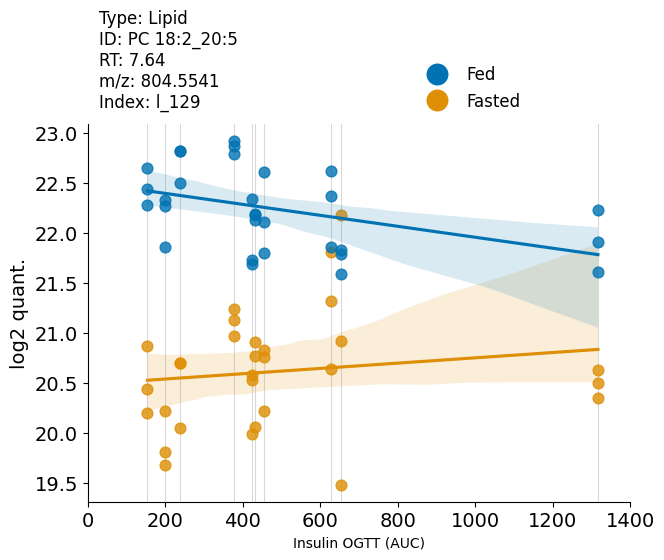 Type: Lipid
ID: PC 18:2_20:5
RT: 7.64
m/z: 804.5541
Index: l_129
Fed
Fasted
23.0
22.5
22.0
21.5
21.0
20.5
20.0
19.5
log2 quant.
0 200 400 600 800 1000 1200 1400
Insulin OGTT (AUC)